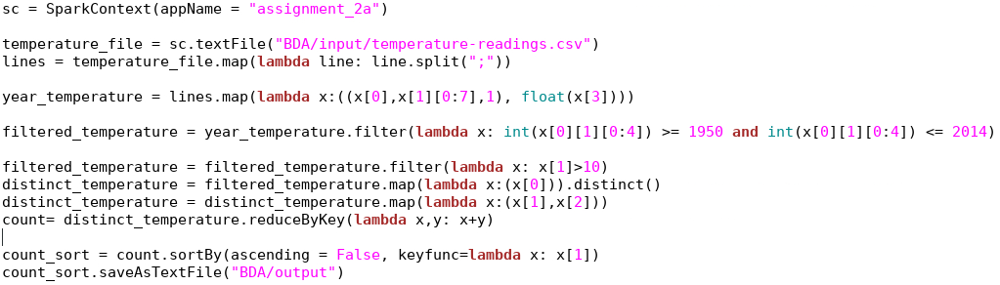 sc = SparkContext(appName = "assignment_2a")
temperature_file = sc.textFile("BDA/input/temperature-readings.csv")
lines = temperature_file.map(lambda line: line.split(";"))
year_temperature = lines.map(lambda x:((x[0],x[1][0:7],1), float(x[3])))
filtered_temperature = year_temperature.filter(lambda x: int(x[0][1][0:4]) >= 1950 and int(x[0][1][0:4]) <= 2014)
filtered_temperature = filtered_temperature.filter(lambda x: x[1]>10)
distinct_temperature = filtered_temperature.map(lambda x:(x[0])).distinct()
distinct_temperature = distinct_temperature.map(lambda x:(x[1],x[2]))
count= distinct_temperature.reduceByKey(lambda x,y: x+y)
count_sort = count.sortBy(ascending = False, keyfunc=lambda x: x[1])
count_sort.saveAsTextFile("BDA/output")